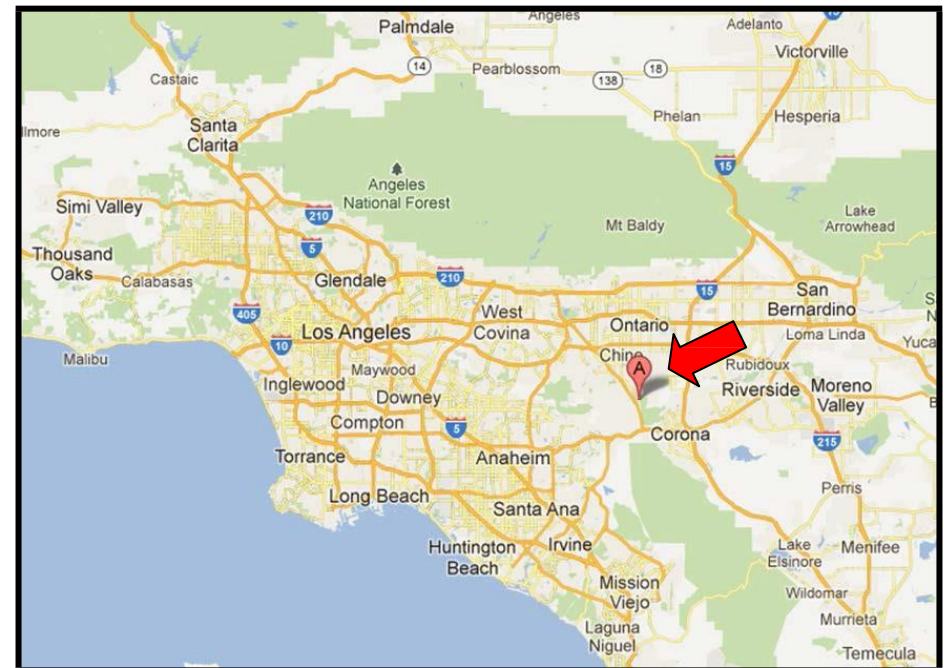 Palmdale
Angeles
Adelanto
15
Victorville
14
Pearblossom
18
138
Castaic
Phelan
Hesperia
Santa
Clarita
llmore
15
Angeles
National Forest
Simi Valley
210
Mt Baldy
Lake
Arrowhead
Thousand
Oaks
5
Calabasas
Glendale
210
15
San
Bernardino
405
West
Covina
Ontario
Los Angeles
10
Loma Linda
Yuca
Malibu
Maywood
Chino
A
Rubidoux
Inglewood
Downey
Riverside
Moreno
Valley
Compton
5
Corona
215
Torrance
Anaheim
Long Beach
Perris
Santa Ana
Huntington
Beach
Irvine
Lake
Elsinore
Menifee
Mission
Viejo
Wildomar
Laguna
Niguel
Murrieta
Temecula